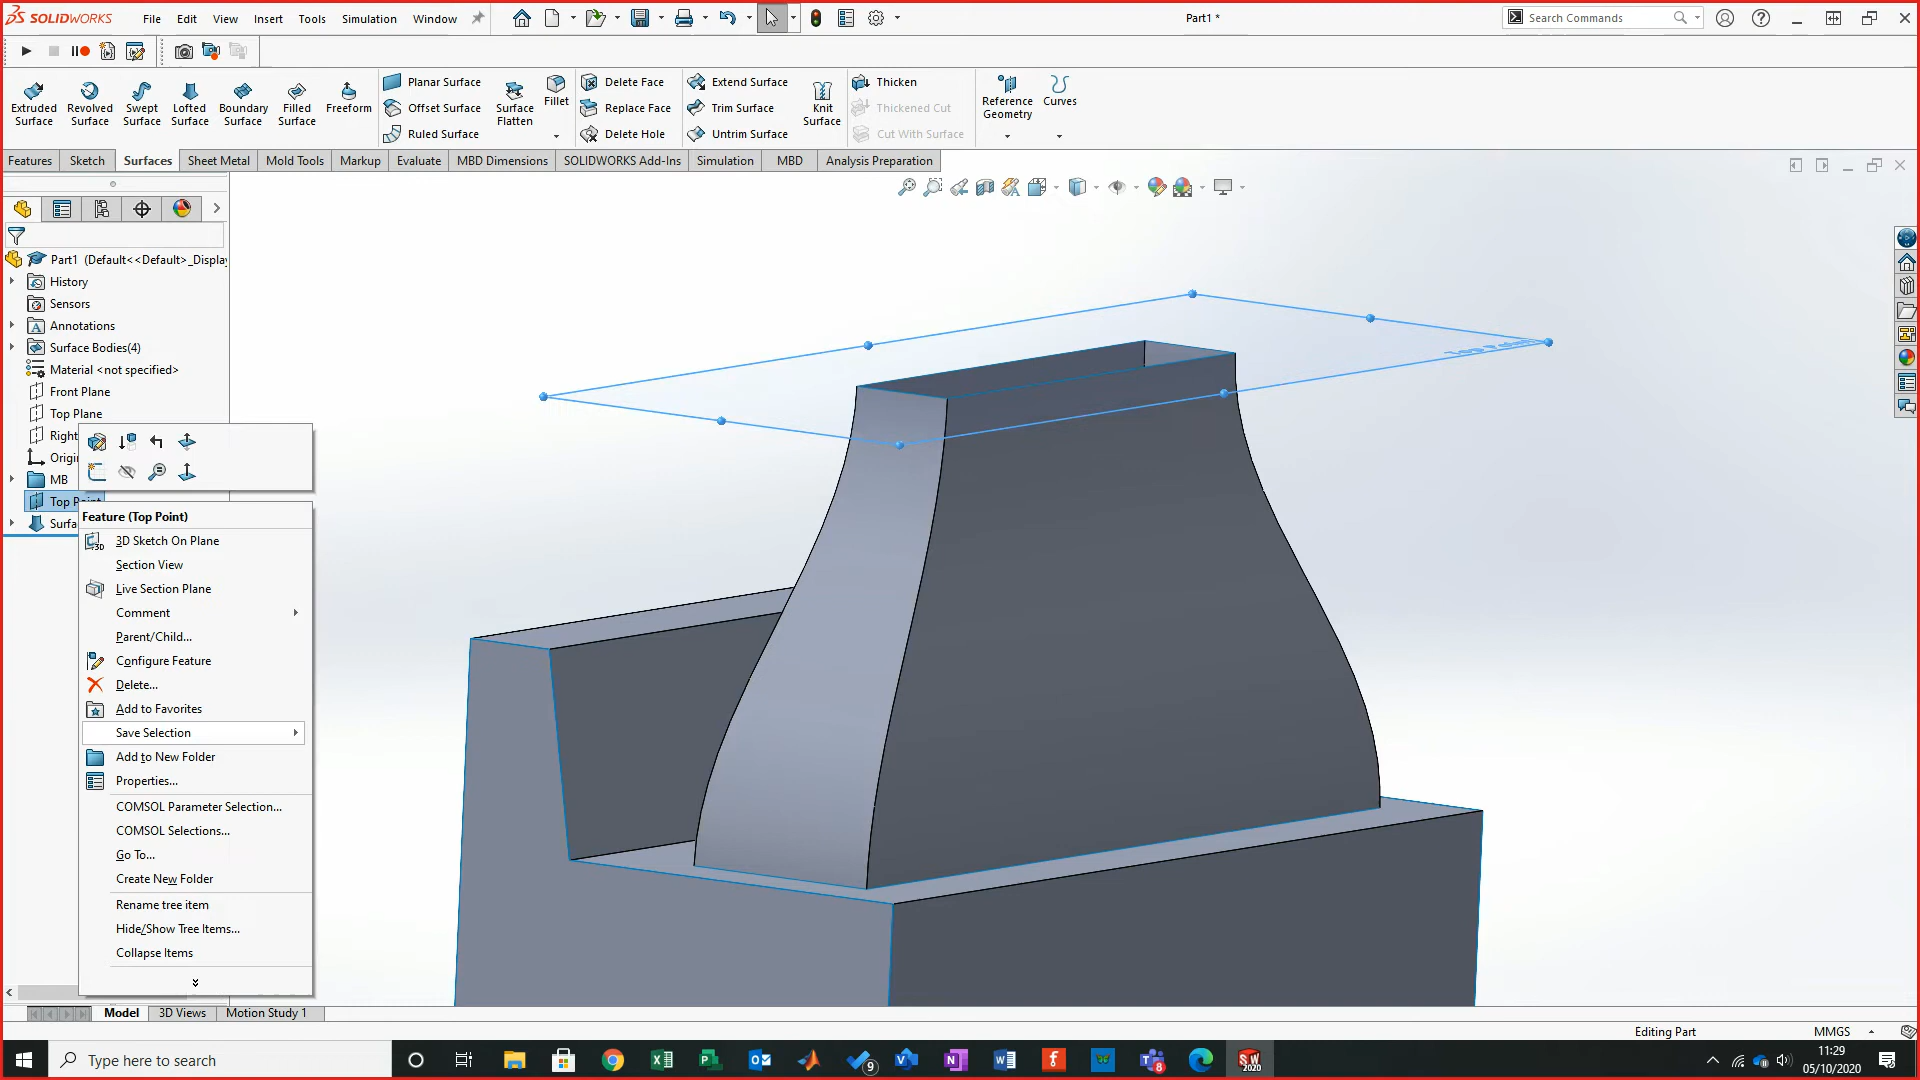 SOLIDWORKS File Edit View Insert Tools Simulation Window Part1 * Search Commands
Extruded Surface
Revolved Surface
Swept Surface
Lofted Surface
Boundary Surface
Filled Surface
Freeform
Planar Surface
Offset Surface
Ruled Surface
Surface Flatten
Fillet
Delete Face
Replace Face
Delete Hole
Extend Surface
Trim Surface
Untrim Surface
Knit Surface
Thicken
Thickened Cut
Cut With Surface
Reference Geometry
Curves
Features Sketch Surfaces Sheet Metal Mold Tools Markup Evaluate MBD Dimensions SOLIDWORKS Add-Ins Simulation MBD Analysis Preparation
Part1 (Default<<Default>_Display
History
Sensors
Annotations
Surface Bodies(4)
Material <not specified>
Front Plane
Top Plane
Right
Origi
MB
Top Point
Surfa
Feature (Top Point)
3D Sketch On Plane
Section View
Live Section Plane
Comment
Parent/Child...
Configure Feature
Delete...
Add to Favorites
Save Selection
Add to New Folder
Properties...
COMSOL Parameter Selection...
COMSOL Selections...
Go To...
Create New Folder
Rename tree item
Hide/Show Tree Items...
Collapse Items
Model 3D Views Motion Study 1
Editing Part MMGS
Type here to search
9
8
SW 2020
11:29
05/10/2020